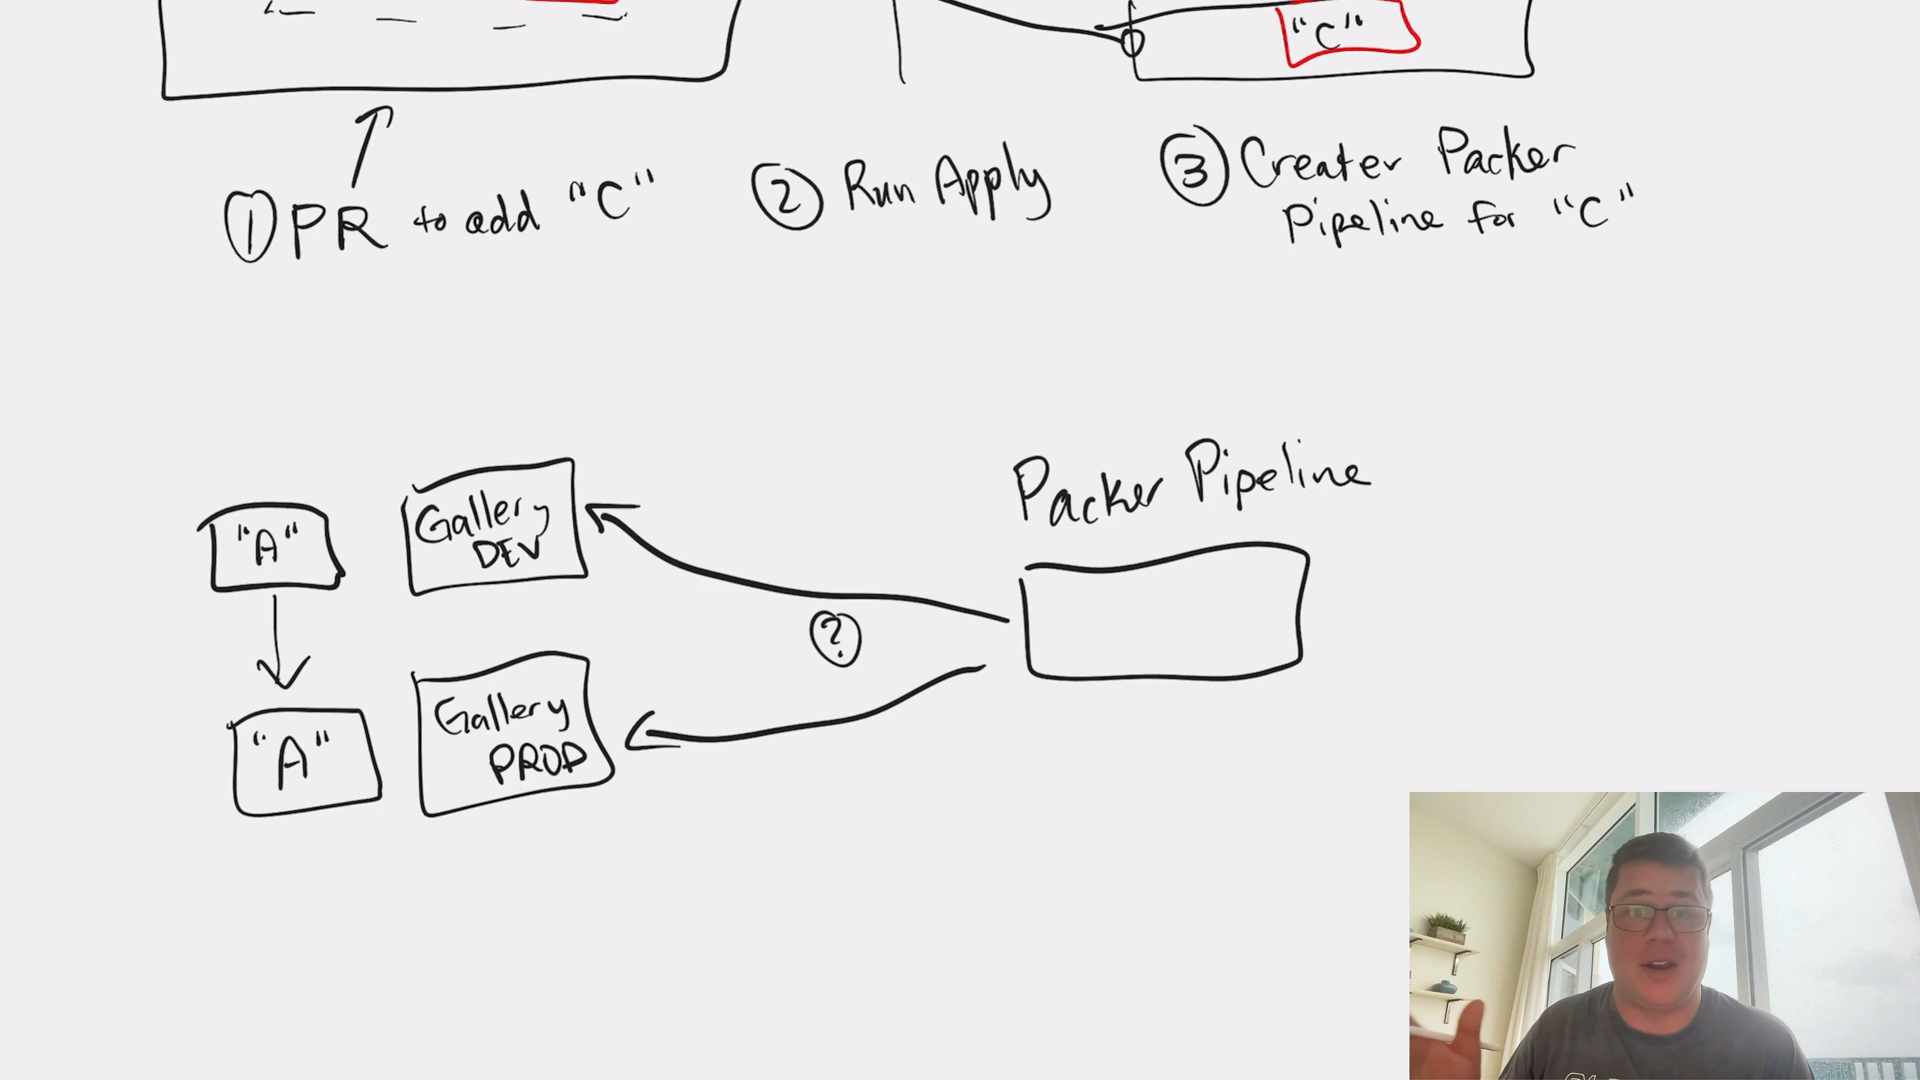 "C"
① PR to add "C"
② Run Apply
③ Creater Packer
Pipeline for "C"
Packer Pipeline
"A"
Gallery
DEV
?
"A"
Gallery
PROD